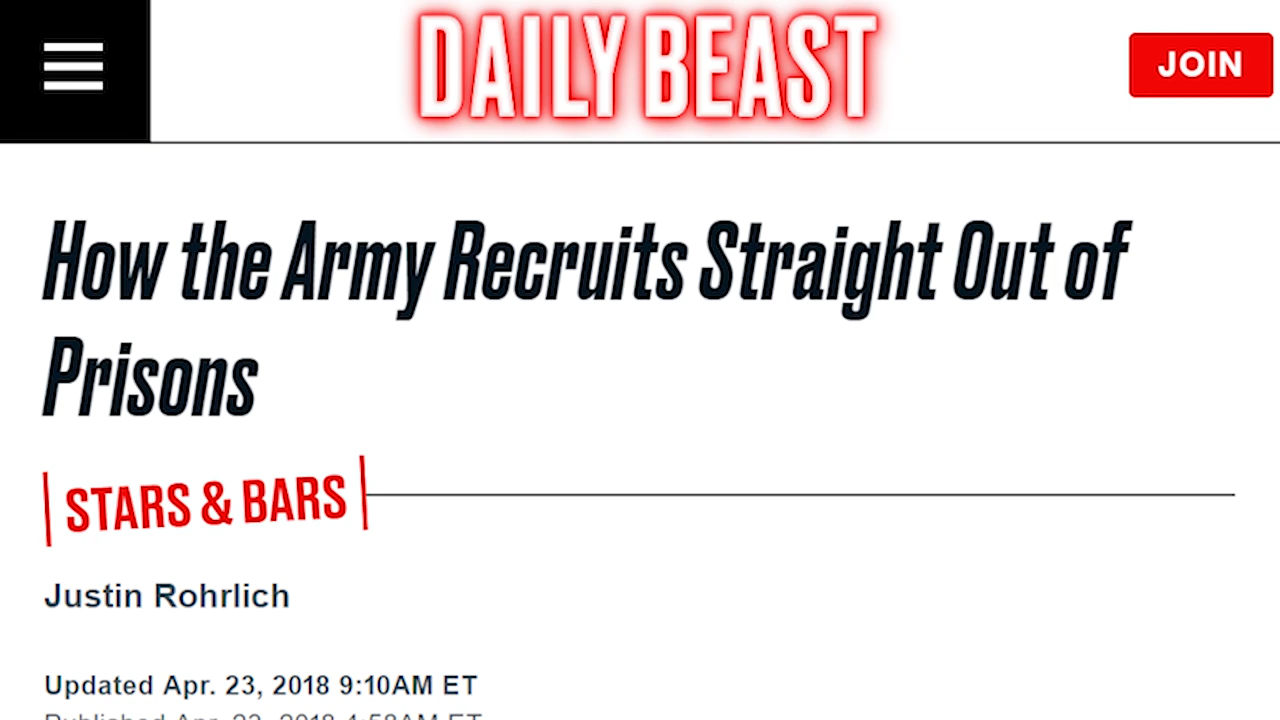 DAILY BEAST
JOIN
How the Army Recruits Straight Out of
Prisons
STARS & BARS
Justin Rohrlich
Updated Apr. 23, 2018 9:10AM ET